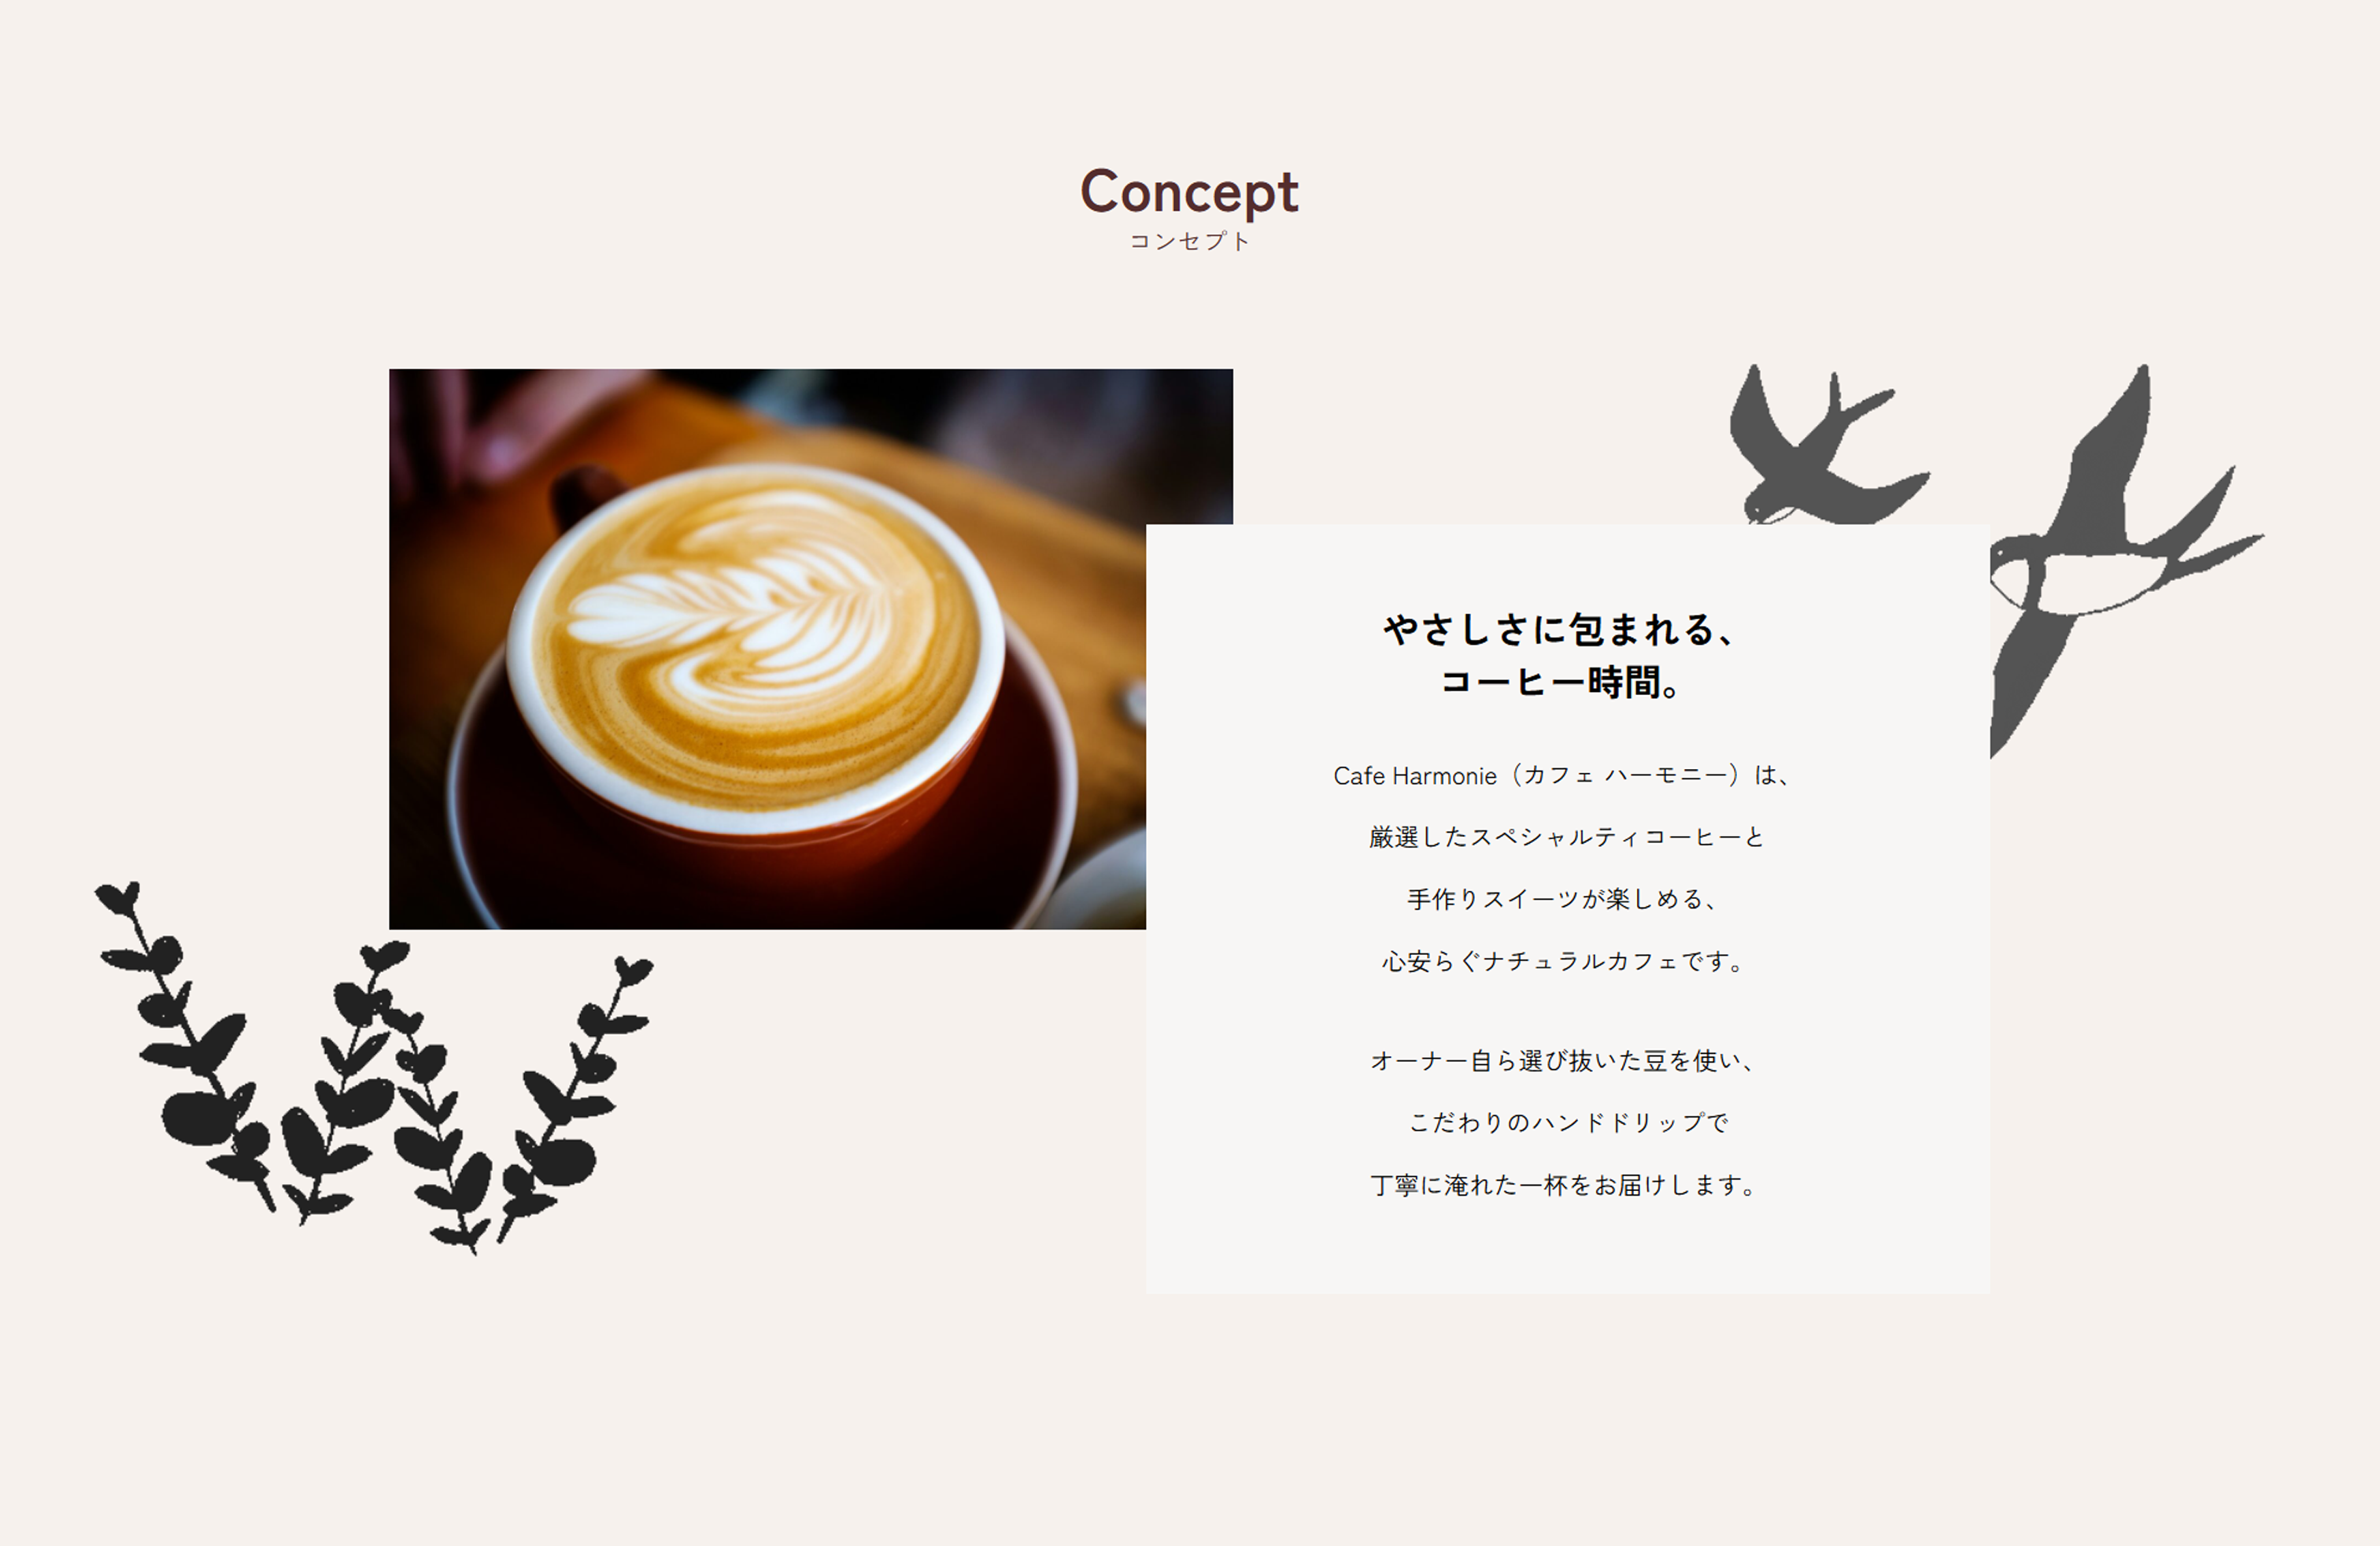 Concept
コンセプト
やさしさに包まれる、
コーヒー時間。
Cafe Harmonie（カフェ ハーモニー）は、
厳選したスペシャルティコーヒーと
手作りスイーツが楽しめる、
心安らぐナチュラルカフェです。
オーナー自ら選び抜いた豆を使い、
こだわりのハンドドリップで
丁寧に淹れた一杯をお届けします。